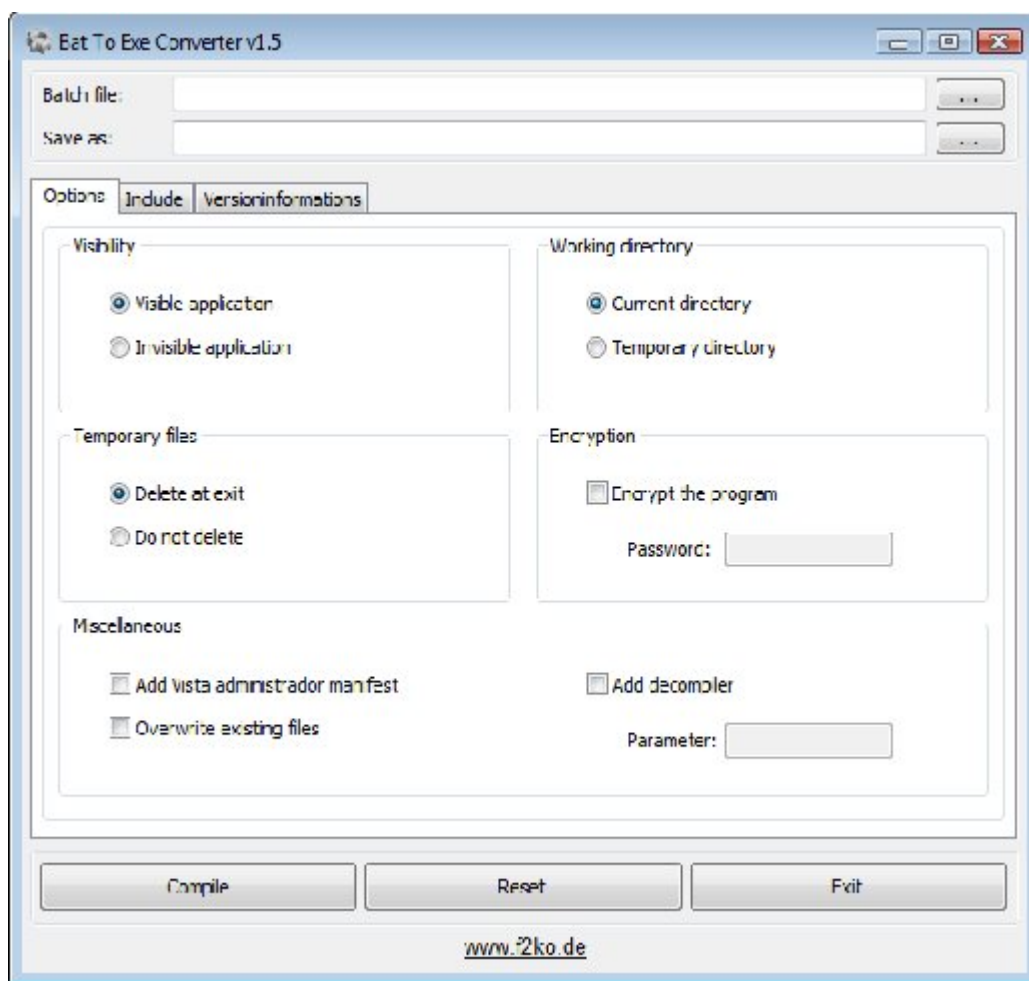 Bat To Exe Converter v1.5
Batch file:
...
Save as:
...
Options Include Versioninformations
Visibility
Visible application
Invisible application
Working directory
Current directory
Temporary directory
Temporary files
Delete at exit
Do not delete
Encryption
Encrypt the program
Password:
Miscellaneous
Add Vista administrador manifest
Overwrite existing files
Add decompiler
Parameter:
Compile Reset Exit
www.f2ko.de